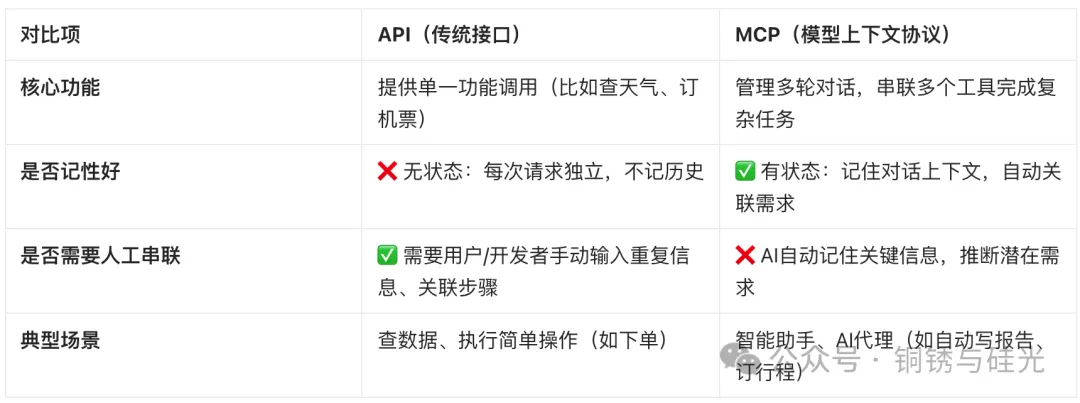 对比项
API（传统接口）
MCP（模型上下文协议）
核心功能
提供单一功能调用（比如查天气、订
机票）
管理多轮对话，串联多个工具完成复
杂任务
是否记性好
❌ 无状态：每次请求独立，不记历史
✅ 有状态：记住对话上下文，自动关
联需求
是否需要人工串联
✅ 需要用户/开发者手动输入重复信
息、关联步骤
❌ AI自动记住关键信息，推断潜在需
求
典型场景
查数据、执行简单操作（如下单）
智能助手、AI代理（如自动写报告、
订行程）
公众号 · 铜锈与硅光